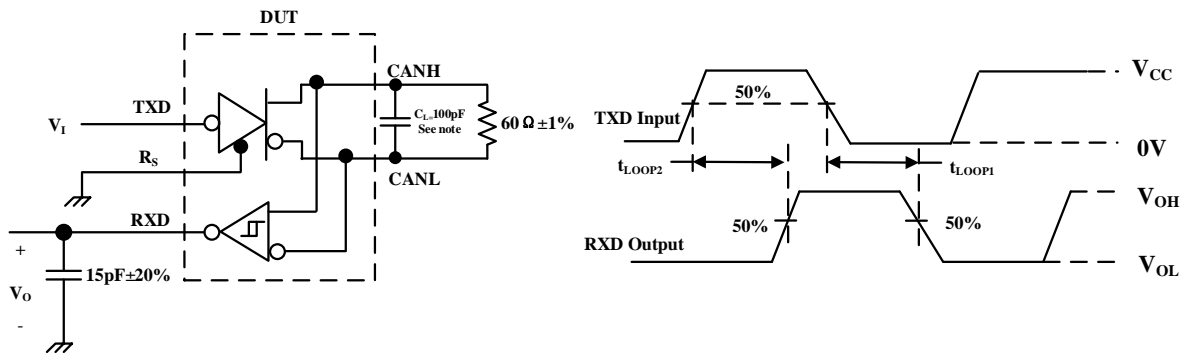 DUT
CANH
TXD
V_I
C_L=100pF
See note
60Ω±1%
R_S
CANL
RXD
+
15pF±20%
V_O
-
V_CC
50%
TXD Input
0V
t_LOOP2
t_LOOP1
V_OH
50%
50%
RXD Output
V_OL